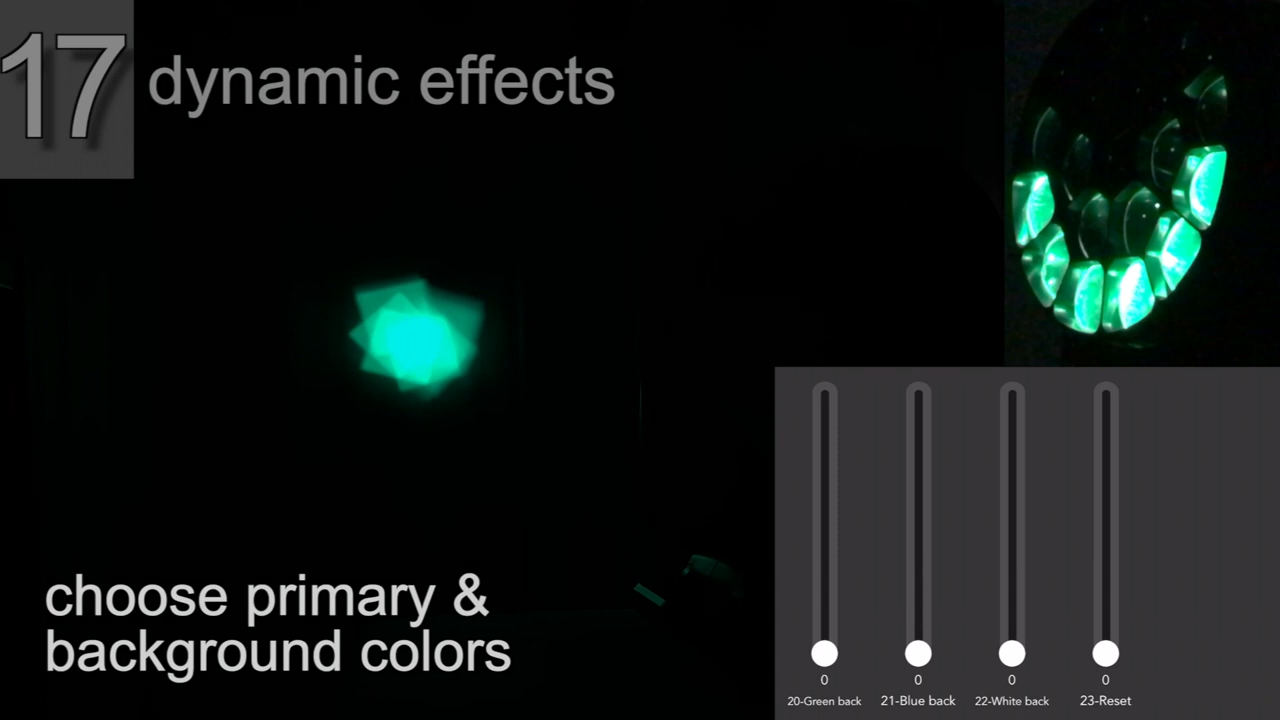 17 dynamic effects
choose primary &
background colors
0 0 0 0
20-Green back 21-Blue back 22-White back 23-Reset